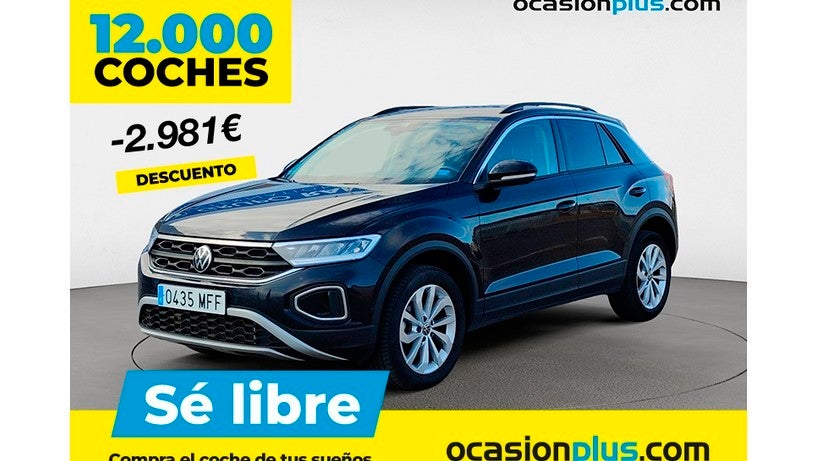 12.000
COCHES
ocasionplus.com
-2.981€
DESCUENTO
0435 MFF
Sé libre
Compra el coche de tus sueños
ocasionplus.com